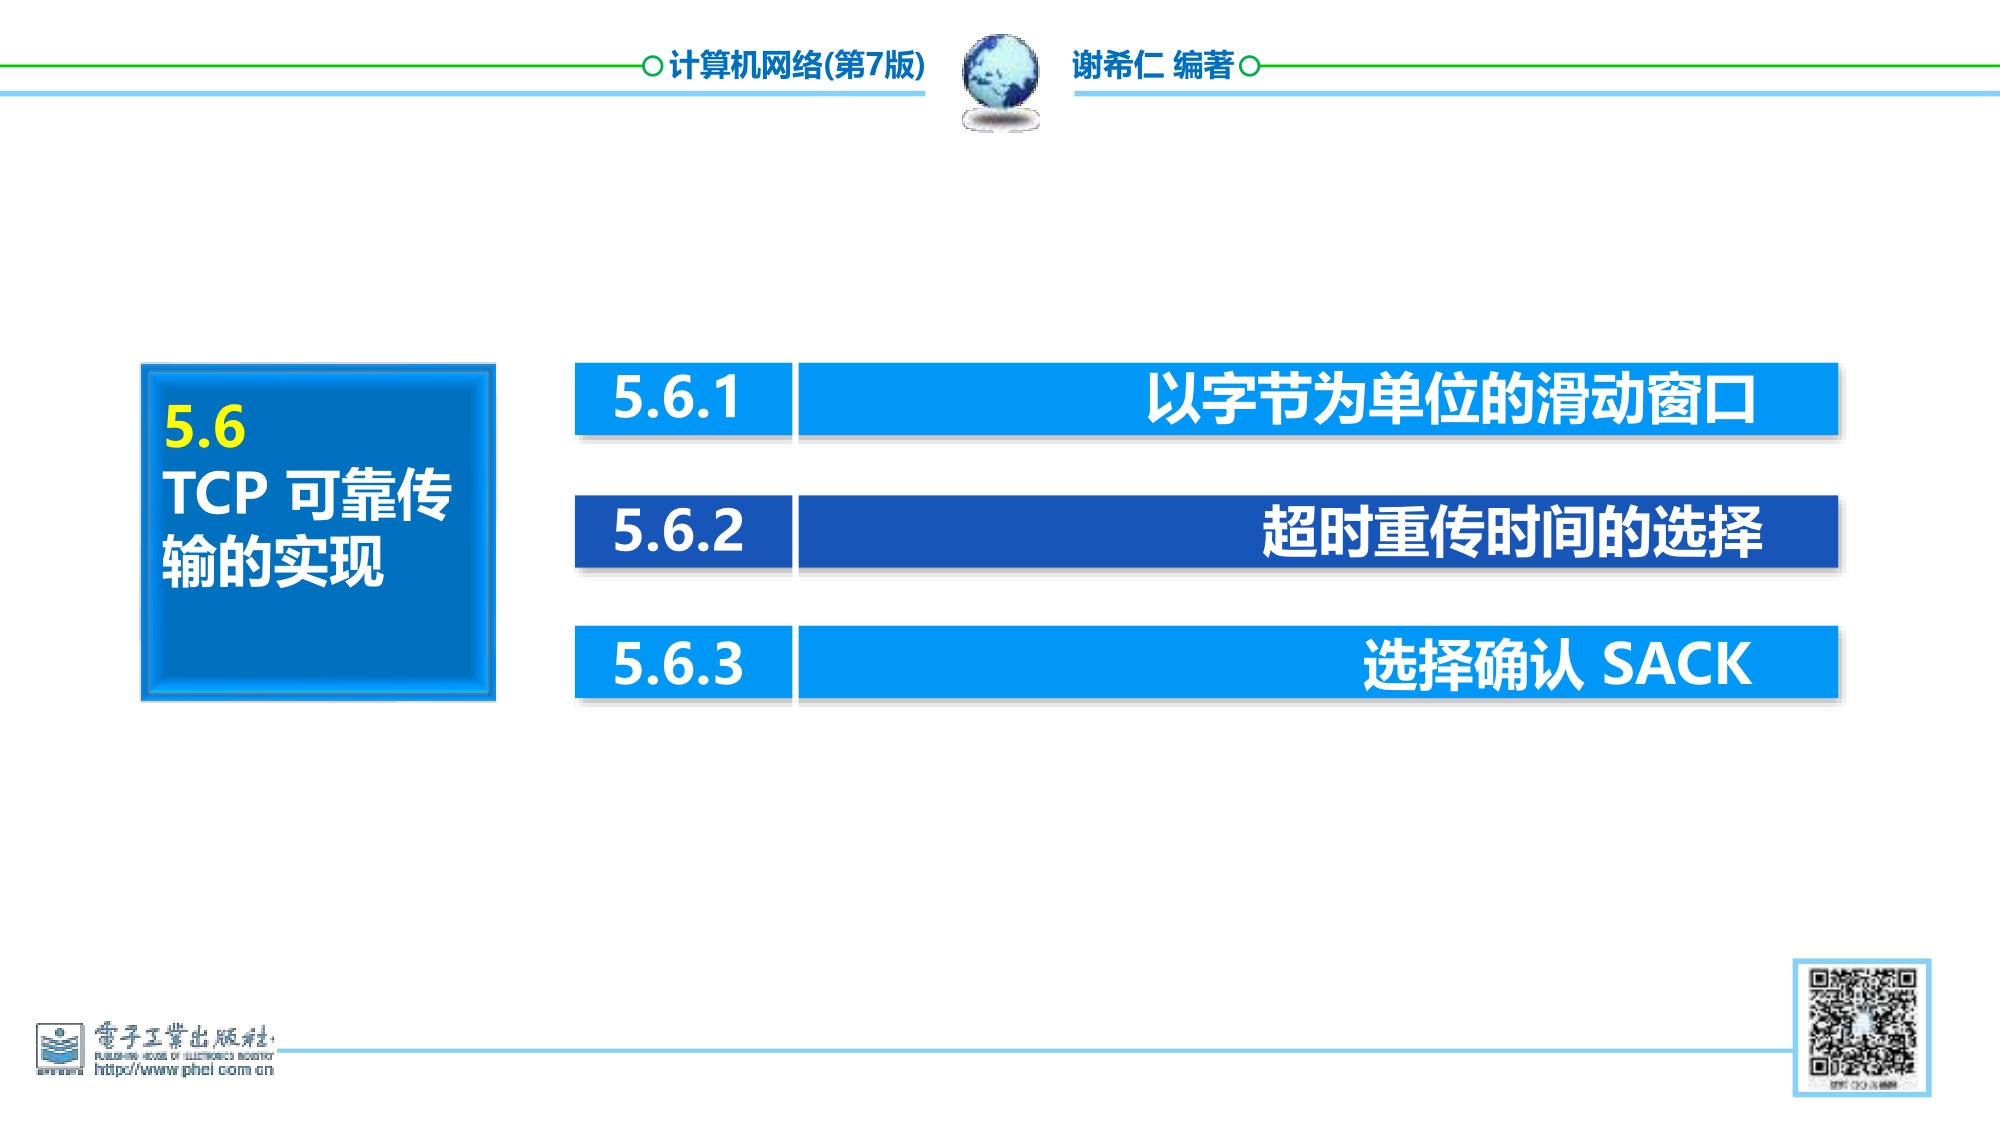 计算机网络(第7版)
谢希仁 编著
5.6
TCP 可靠传
输的实现
5.6.1
以字节为单位的滑动窗口
5.6.2
超时重传时间的选择
5.6.3
选择确认 SACK
電子工業出版社
PUBLISHING HOUSE OF ELECTRONICS INDUSTRY
http://www.phei.com.cn